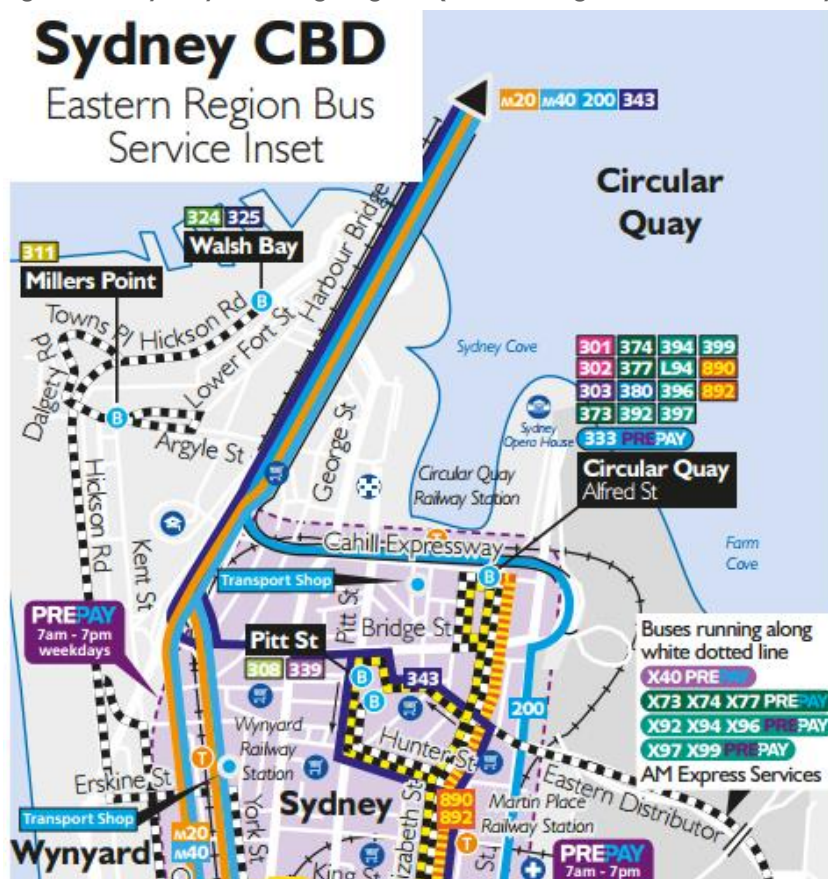 Sydney CBD
Eastern Region Bus
Service Inset
M20 M40 200 343
Circular
Quay
324 325
Walsh Bay
311
Millers Point
Harbour Bridge
Towns Pl Hickson Rd
Lower Fort St
Dalgety Rd
Argyle St
George St
Sydney Cove
301 374 394 399
302 377 L94 890
303 380 396 892
373 392 397
333 PREPAY
Sydney
Opera House
Circular Quay
Alfred St
Circular Quay
Railway Station
Hickson Rd
Kent St
Cahill Expressway
Farm
Cove
Transport Shop
B
PREPAY
7am - 7pm
weekdays
Pitt St
Bridge St
Pitt St
308 339
B
B
343
200
Buses running along
white dotted line
X40 PREPAY
X73 X74 X77 PREPAY
X92 X94 X96 PREPAY
X97 X99 PREPAY
AM Express Services
Wynyard
Railway
Station
Hunter St
Eastern Distributor
Erskine St
T
Transport Shop
York St
Sydney
890
892
Martin Place
Railway Station
T
Wynyard
M20
M40
King
PREPAY
7am - 7pm